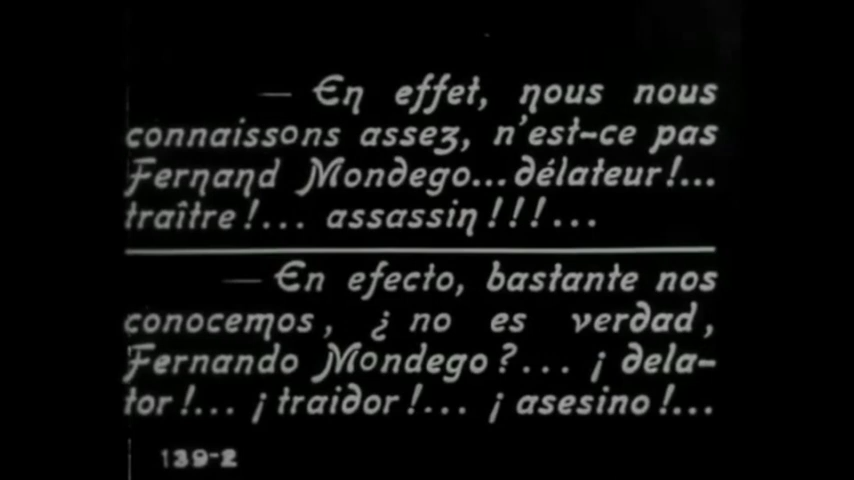 — En effet, nous nous
connaissons assez, n'est-ce pas
Fernand Mondego... délateur!...
traître!... assassin!!!...
— En efecto, bastante nos
conocemos, ¿ no es verdad,
Fernando Mondego?... ¡ dela-
tor!... ¡ traidor!... ¡ asesino!...
139-2